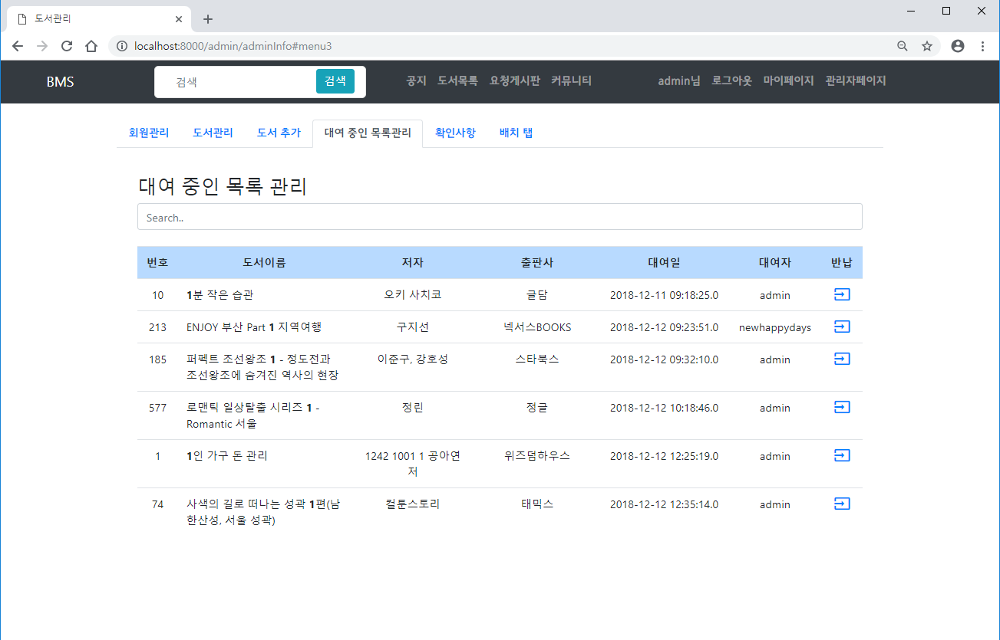 도서관리
localhost:8000/admin/adminInfo#menu3
BMS 검색 검색 공지 도서목록 요청게시판 커뮤니티 admin님 로그아웃 마이페이지 관리자페이지
회원관리 도서관리 도서 추가 대여 중인 목록관리 확인사항 배치 탭
대여 중인 목록 관리
Search..
번호 도서이름 저자 출판사 대여일 대여자 반납
10 1분 작은 습관 오키 사치코 글담 2018-12-11 09:18:25.0 admin
213 ENJOY 부산 Part 1 지역여행 구지선 넥서스BOOKS 2018-12-12 09:23:51.0 newhappydays
185 퍼펙트 조선왕조 1 - 정도전과 이준구, 강호성 스타북스 2018-12-12 09:32:10.0 admin
조선왕조에 숨겨진 역사의 현장
577 로맨틱 일상탈출 시리즈 1 - 정린 정글 2018-12-12 10:18:46.0 admin
Romantic 서울
1 1인 가구 돈 관리 1242 1001 1 공아연 위즈덤하우스 2018-12-12 12:25:19.0 admin
저
74 사색의 길로 떠나는 성곽 1편(남 컬툰스토리 태믹스 2018-12-12 12:35:14.0 admin
한산성, 서울 성곽)